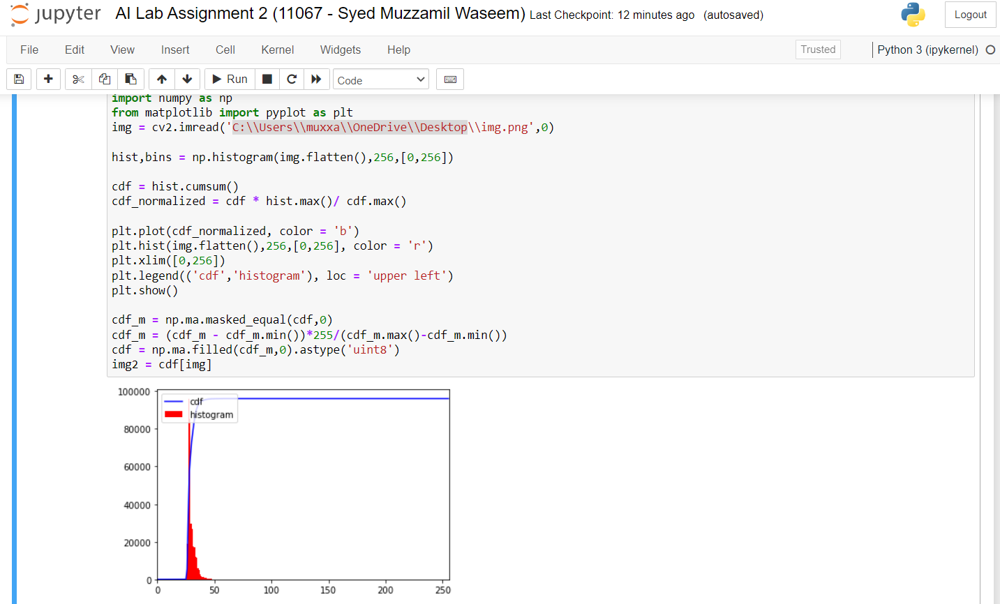 jupyter AI Lab Assignment 2 (11067 - Syed Muzzamil Waseem) Last Checkpoint: 12 minutes ago (autosaved) Logout
File Edit View Insert Cell Kernel Widgets Help Trusted Python 3 (ipykernel)
Run Code
import numpy as np
from matplotlib import pyplot as plt
img = cv2.imread('C:\\Users\\muxxa\\OneDrive\\Desktop\\img.png',0)
hist,bins = np.histogram(img.flatten(),256,[0,256])
cdf = hist.cumsum()
cdf_normalized = cdf * hist.max()/ cdf.max()
plt.plot(cdf_normalized, color = 'b')
plt.hist(img.flatten(),256,[0,256], color = 'r')
plt.xlim([0,256])
plt.legend(('cdf','histogram'), loc = 'upper left')
plt.show()
cdf_m = np.ma.masked_equal(cdf,0)
cdf_m = (cdf_m - cdf_m.min())*255/(cdf_m.max()-cdf_m.min())
cdf = np.ma.filled(cdf_m,0).astype('uint8')
img2 = cdf[img]
100000
cdf
histogram
80000
60000
40000
20000
0
0 50 100 150 200 250